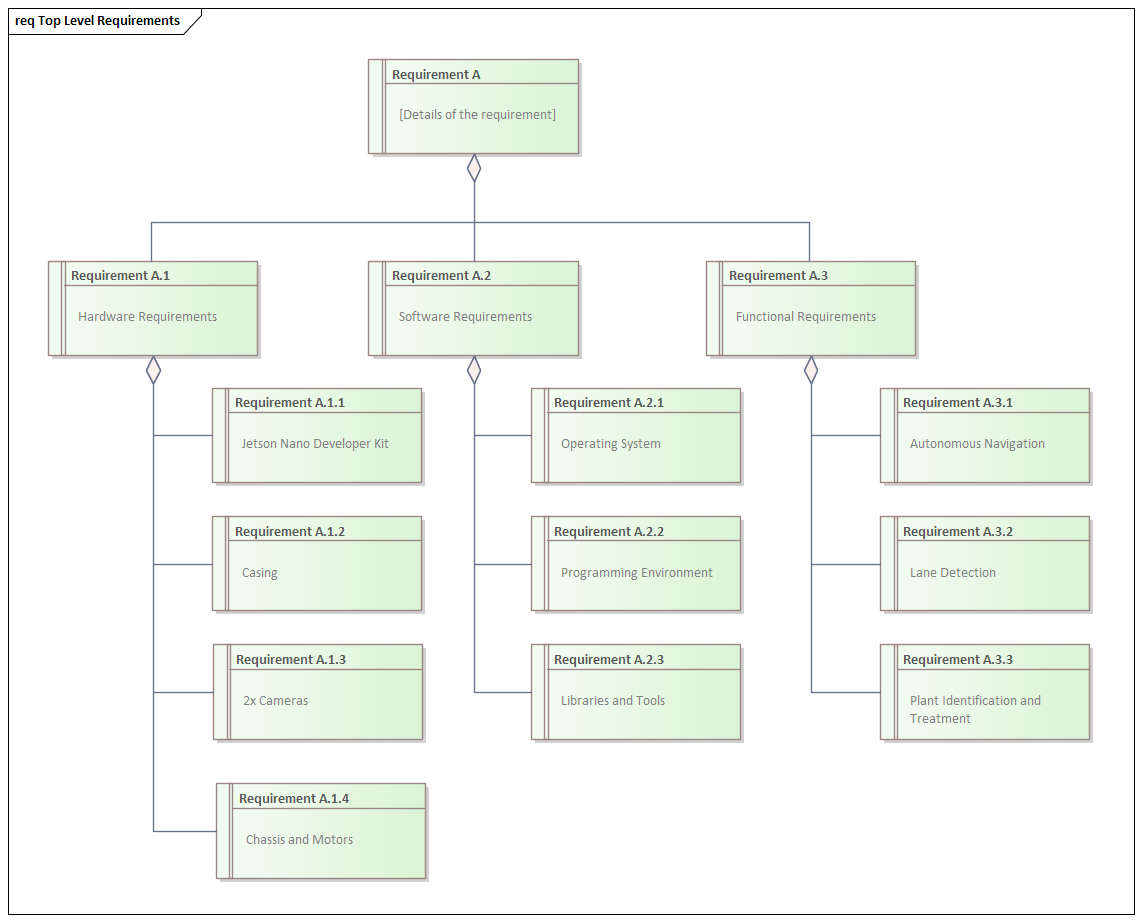 req Top Level Requirements
Requirement A
[Details of the requirement]
Requirement A.1
Hardware Requirements
Requirement A.2
Software Requirements
Requirement A.3
Functional Requirements
Requirement A.1.1
Jetson Nano Developer Kit
Requirement A.2.1
Operating System
Requirement A.3.1
Autonomous Navigation
Requirement A.1.2
Casing
Requirement A.2.2
Programming Environment
Requirement A.3.2
Lane Detection
Requirement A.1.3
2x Cameras
Requirement A.2.3
Libraries and Tools
Requirement A.3.3
Plant Identification and
Treatment
Requirement A.1.4
Chassis and Motors